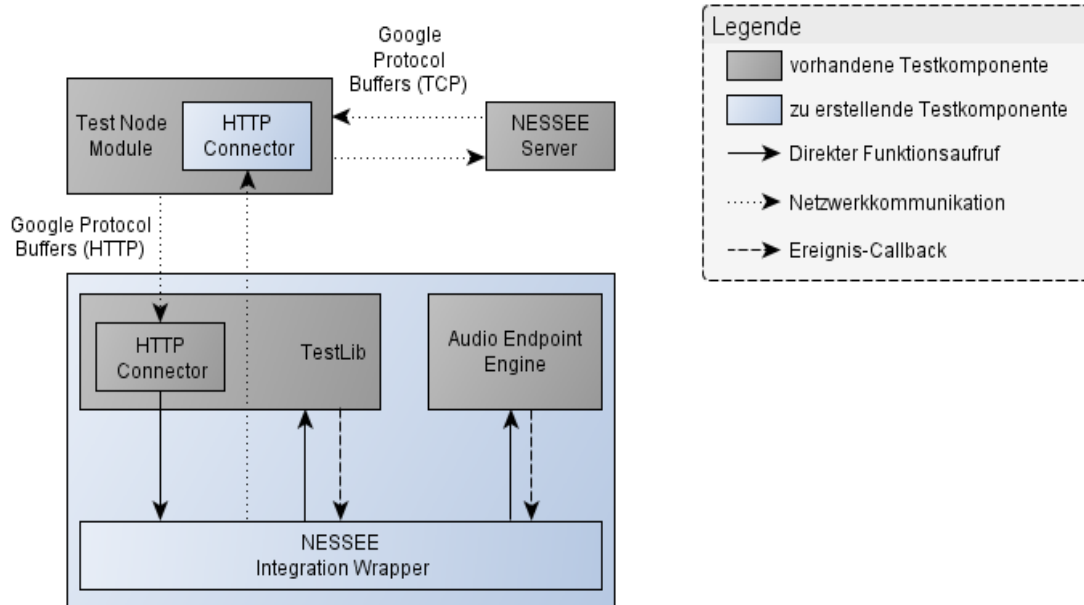 Google
Protocol
Buffers (TCP)
Test Node
Module
HTTP
Connector
NESSEE
Server
Google Protocol
Buffers (HTTP)
HTTP
Connector
TestLib
Audio Endpoint
Engine
NESSEE
Integration Wrapper
Legende
vorhandene Testkomponente
zu erstellende Testkomponente
Direkter Funktionsaufruf
Netzwerkkommunikation
Ereignis-Callback